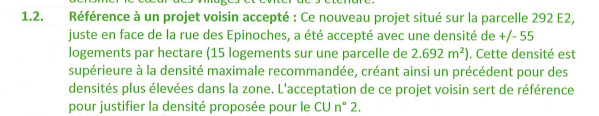 densifier le cœur des villages et éviter de s'étendre.
1.2. Référence à un projet voisin accepté : Ce nouveau projet situé sur la parcelle 292 E2,
juste en face de la rue des Epinoches, a été accepté avec une densité de +/- 55
logements par hectare (15 logements sur une parcelle de 2.692 m²). Cette densité est
supérieure à la densité maximale recommandée, créant ainsi un précédent pour des
densités plus élevées dans la zone. L'acceptation de ce projet voisin sert de référence
pour justifier la densité proposée pour le CU n° 2.